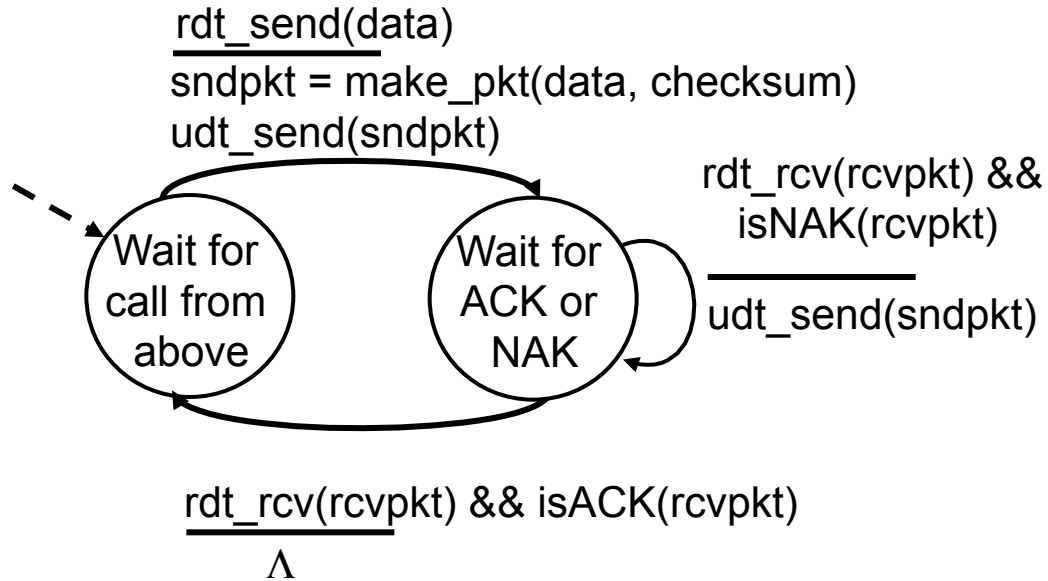 rdt_send(data)
sndpkt = make_pkt(data, checksum)
udt_send(sndpkt)
rdt_rcv(rcvpkt) &&
isNAK(rcvpkt)
udt_send(sndpkt)
Wait for
call from
above
Wait for
ACK or
NAK
rdt_rcv(rcvpkt) && isACK(rcvpkt)
Λ